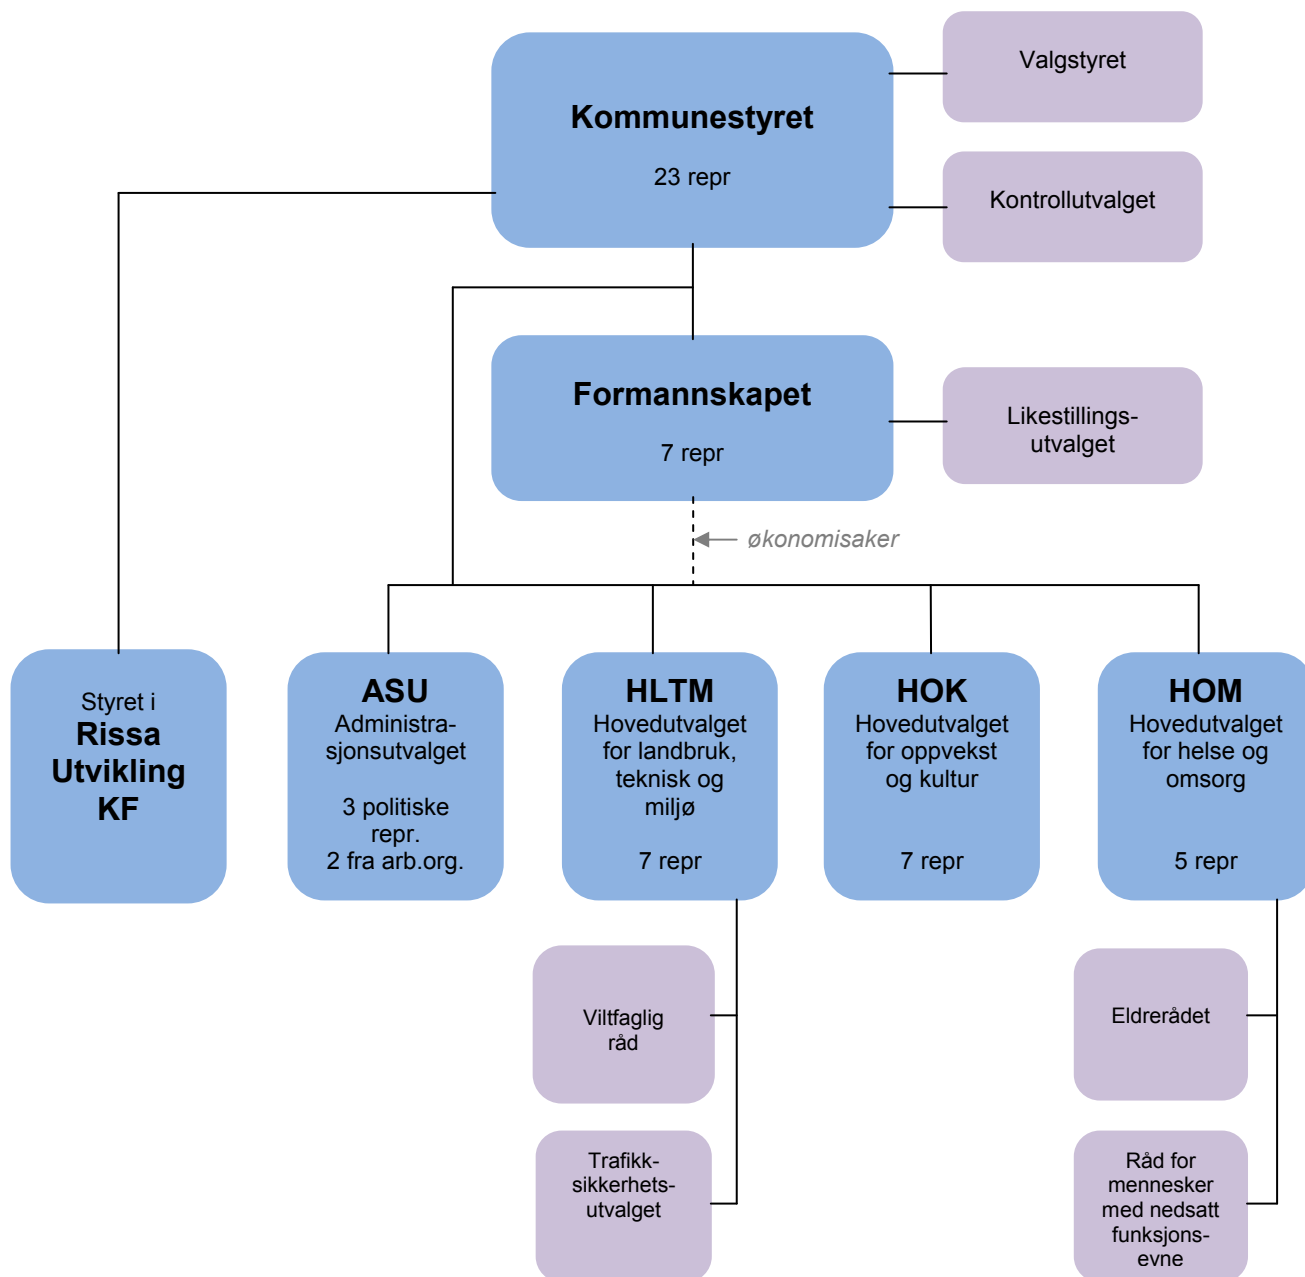 Valgstyret
Kommunestyret
23 repr
Kontrollutvalget
Formannskapet
7 repr
Likestillings-
utvalget
økonomisaker
Styret i
Rissa
Utvikling
KF
ASU
Administra-
sjonsutvalget
3 politiske
repr.
2 fra arb.org.
HLTM
Hovedutvalget
for landbruk,
teknisk og
miljø
7 repr
HOK
Hovedutvalget
for oppvekst
og kultur
7 repr
HOM
Hovedutvalget
for helse og
omsorg
5 repr
Viltfaglig
råd
Trafikk-
sikkerhets-
utvalget
Eldrerådet
Råd for
mennesker
med nedsatt
funksjons-
evne